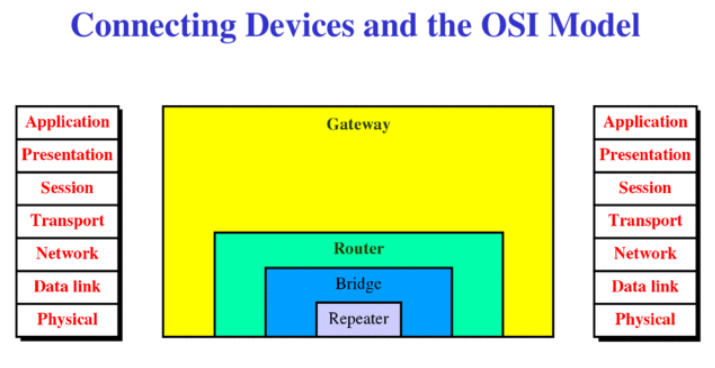 Connecting Devices and the OSI Model
Application
Presentation
Session
Transport
Network
Data link
Physical
Gateway
Router
Bridge
Repeater
Application
Presentation
Session
Transport
Network
Data link
Physical